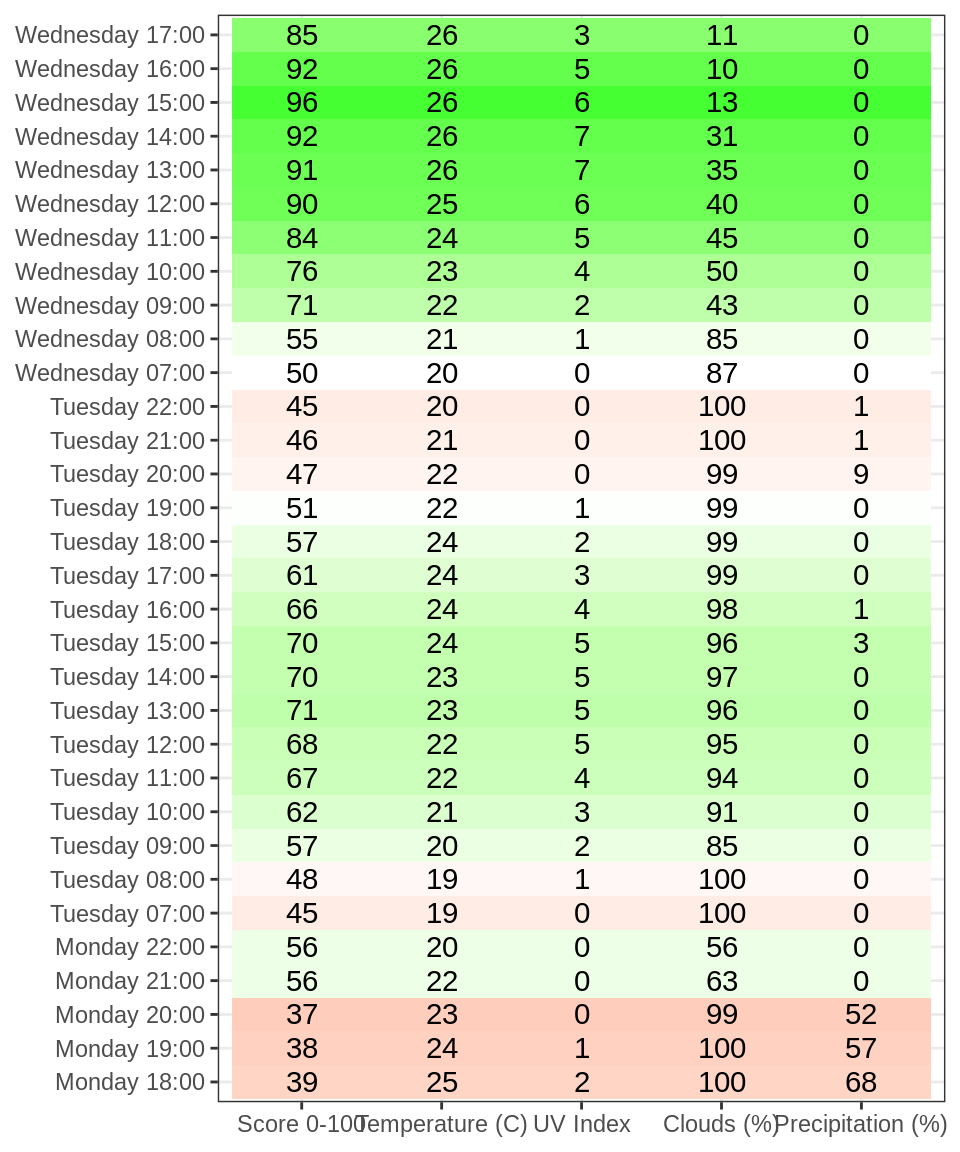 Wednesday 17:00 85 26 3 11 0
Wednesday 16:00 92 26 5 10 0
Wednesday 15:00 96 26 6 13 0
Wednesday 14:00 92 26 7 31 0
Wednesday 13:00 91 26 7 35 0
Wednesday 12:00 90 25 6 40 0
Wednesday 11:00 84 24 5 45 0
Wednesday 10:00 76 23 4 50 0
Wednesday 09:00 71 22 2 43 0
Wednesday 08:00 55 21 1 85 0
Wednesday 07:00 50 20 0 87 0
Tuesday 22:00 45 20 0 100 1
Tuesday 21:00 46 21 0 100 1
Tuesday 20:00 47 22 0 99 9
Tuesday 19:00 51 22 1 99 0
Tuesday 18:00 57 24 2 99 0
Tuesday 17:00 61 24 3 99 0
Tuesday 16:00 66 24 4 98 1
Tuesday 15:00 70 24 5 96 3
Tuesday 14:00 70 23 5 97 0
Tuesday 13:00 71 23 5 96 0
Tuesday 12:00 68 22 5 95 0
Tuesday 11:00 67 22 4 94 0
Tuesday 10:00 62 21 3 91 0
Tuesday 09:00 57 20 2 85 0
Tuesday 08:00 48 19 1 100 0
Tuesday 07:00 45 19 0 100 0
Monday 22:00 56 20 0 56 0
Monday 21:00 56 22 0 63 0
Monday 20:00 37 23 0 99 52
Monday 19:00 38 24 1 100 57
Monday 18:00 39 25 2 100 68
Score 0-100 Temperature (C) UV Index Clouds (%) Precipitation (%)